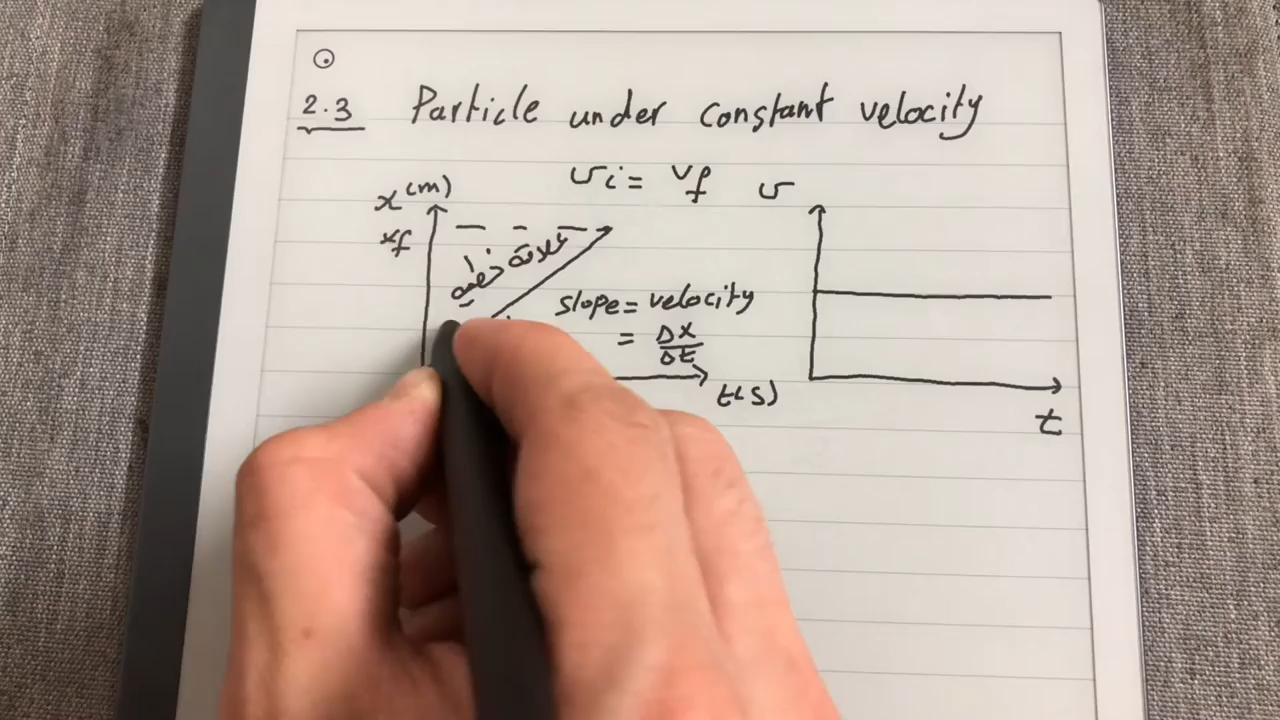 2.3 Particle under constant velocity
vi = vf
x(m)
xf
slope = velocity
= Δx/Δt
t(s)
v
t